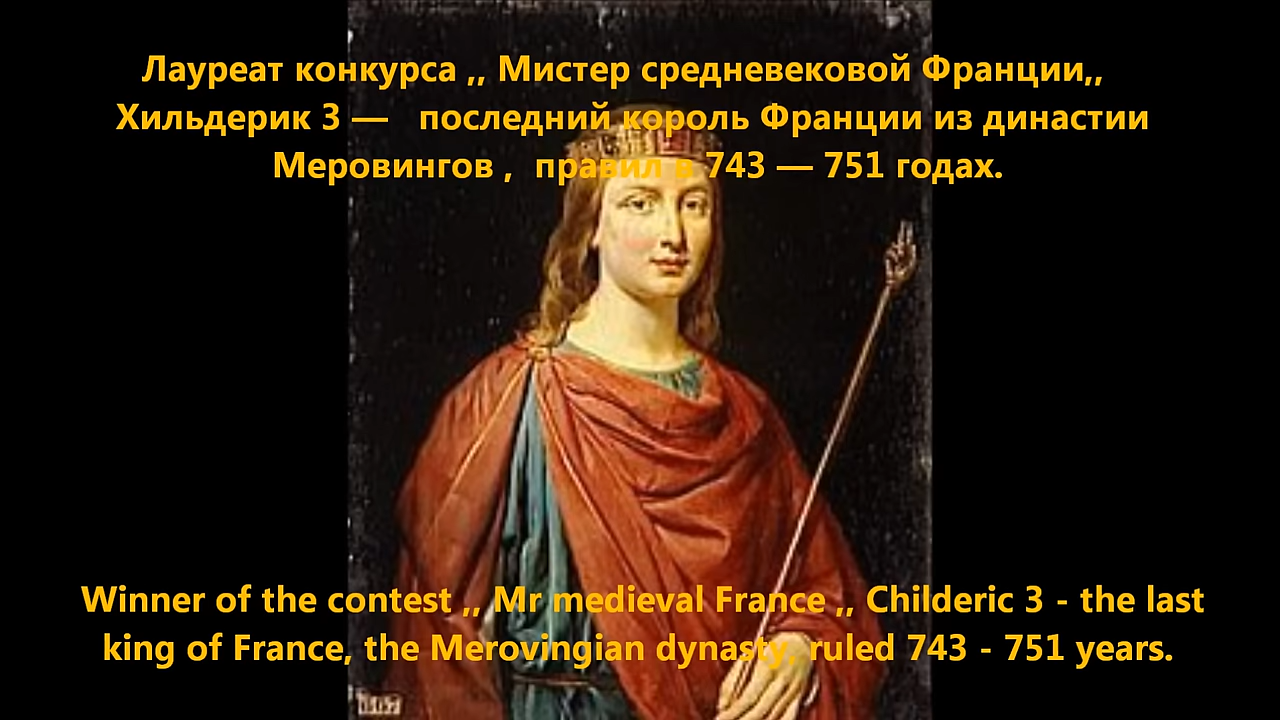 Лауреат конкурса ,, Мистер средневековой Франции,,
Хильдерик 3 — последний король Франции из династии
Меровингов , правил в 743 — 751 годах.
Winner of the contest ,, Mr medieval France ,, Childeric 3 - the last
king of France, the Merovingian dynasty, ruled 743 - 751 years.